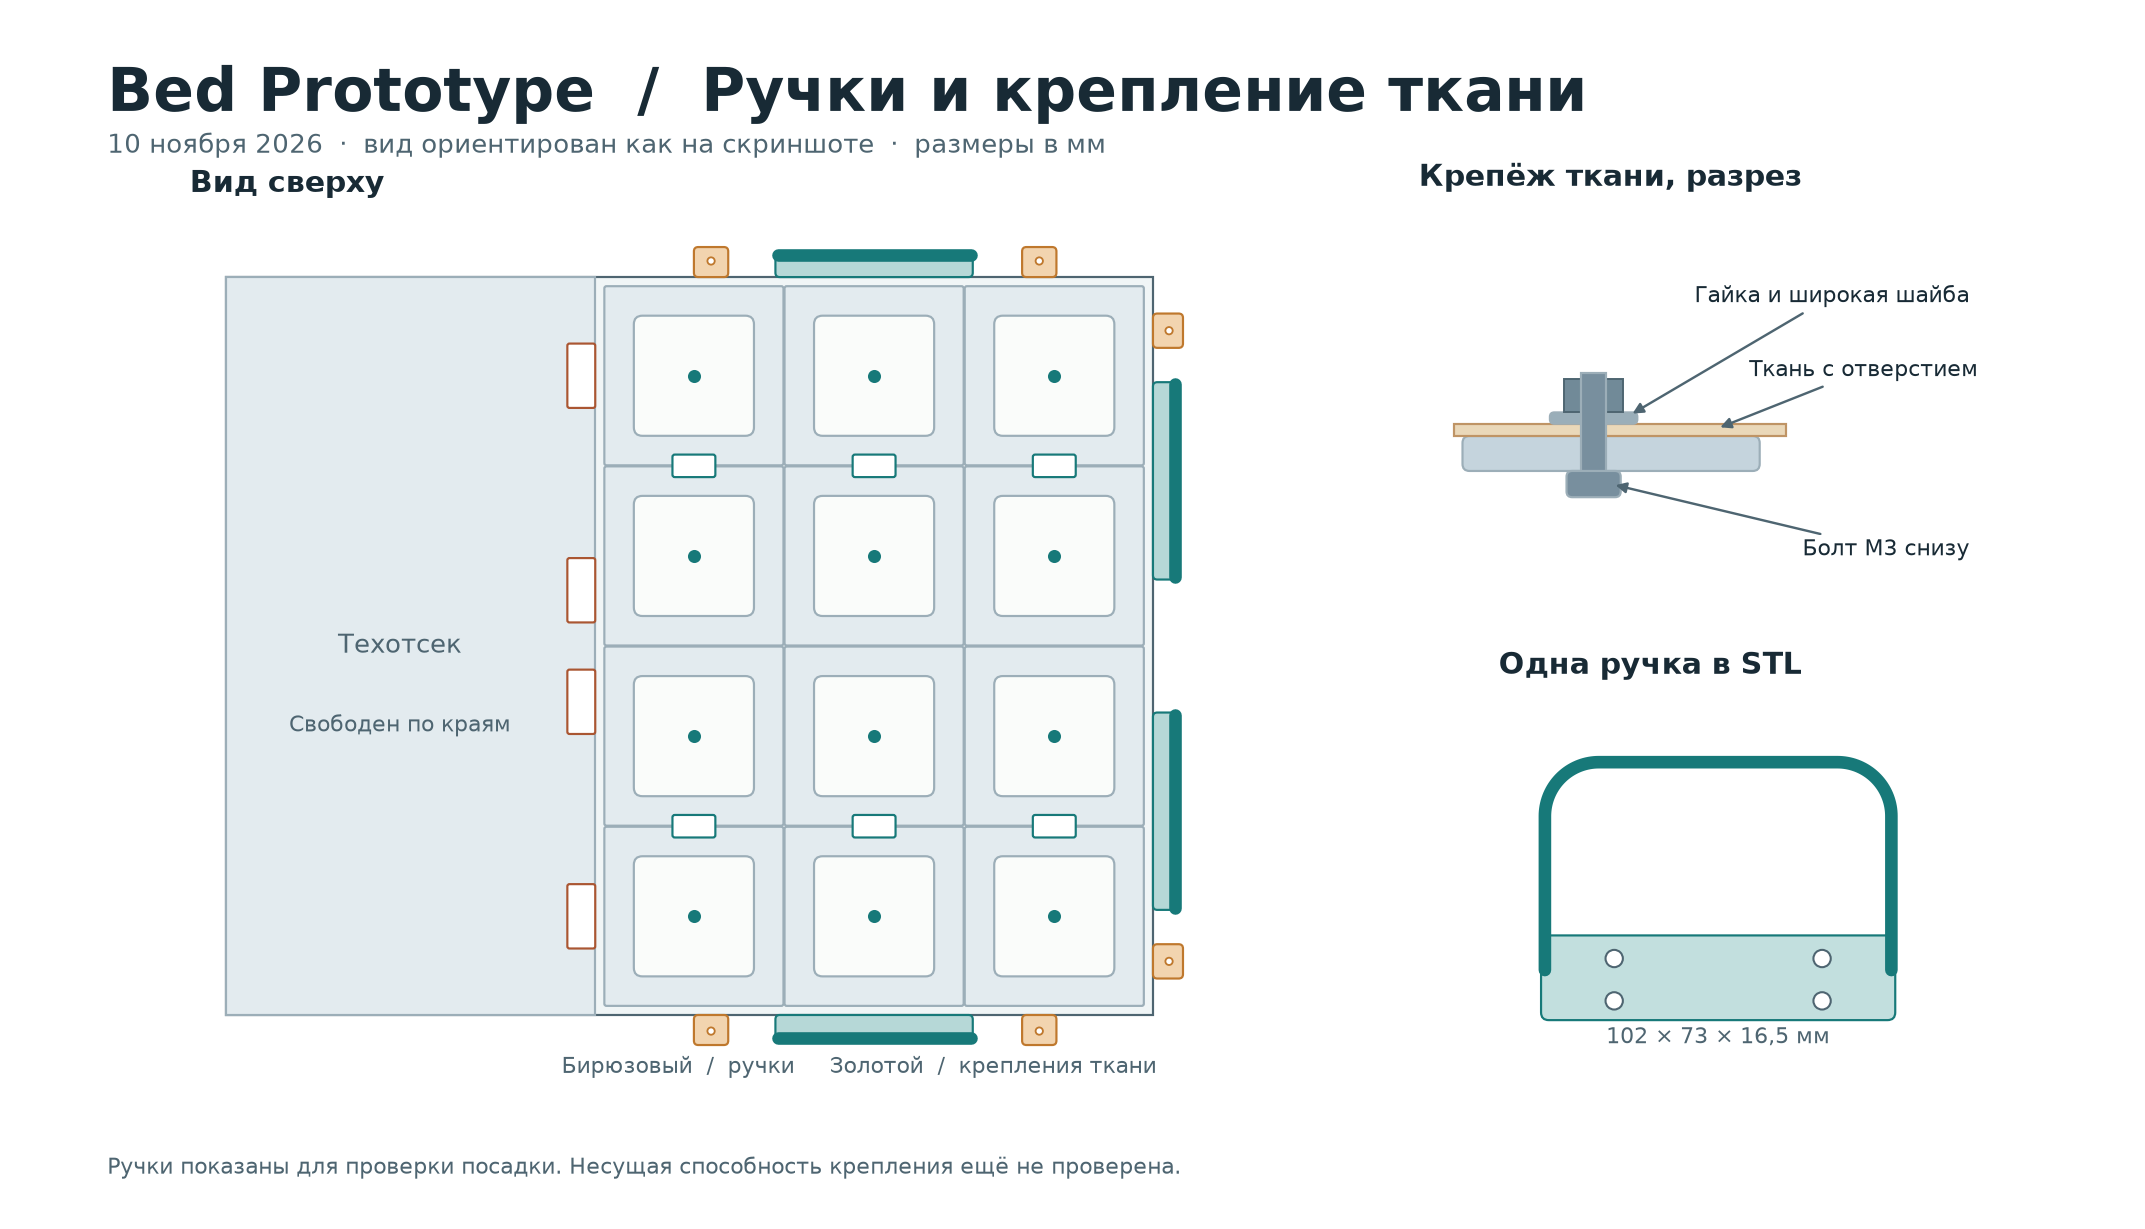 Bed Prototype / Ручки и крепление ткани
10 ноября 2026 · вид ориентирован как на скриншоте · размеры в мм
Вид сверху
Техотсек
Свободен по краям
Бирюзовый / ручки
Золотой / крепления ткани
Крепёж ткани, разрез
Гайка и широкая шайба
Ткань с отверстием
Болт М3 снизу
Одна ручка в STL
102 × 73 × 16,5 мм
Ручки показаны для проверки посадки. Несущая способность крепления ещё не проверена.